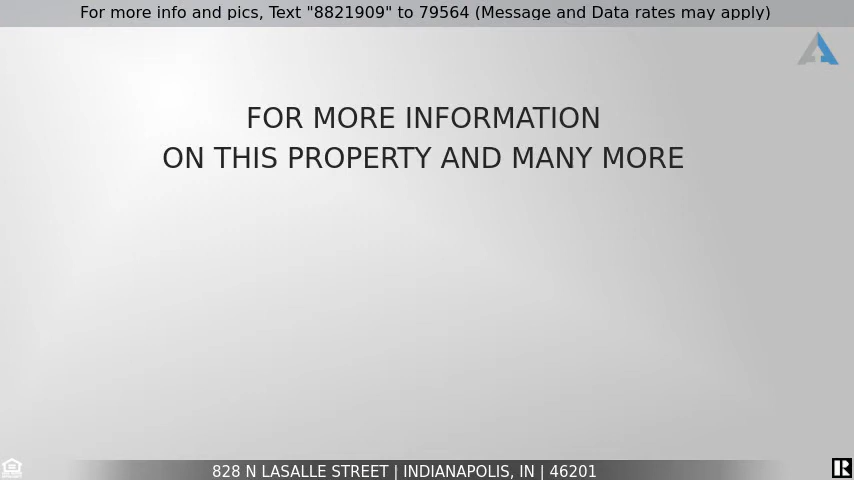 For more info and pics, Text "8821909" to 79564 (Message and Data rates may apply)
FOR MORE INFORMATION
ON THIS PROPERTY AND MANY MORE
828 N LASALLE STREET | INDIANAPOLIS, IN | 46201